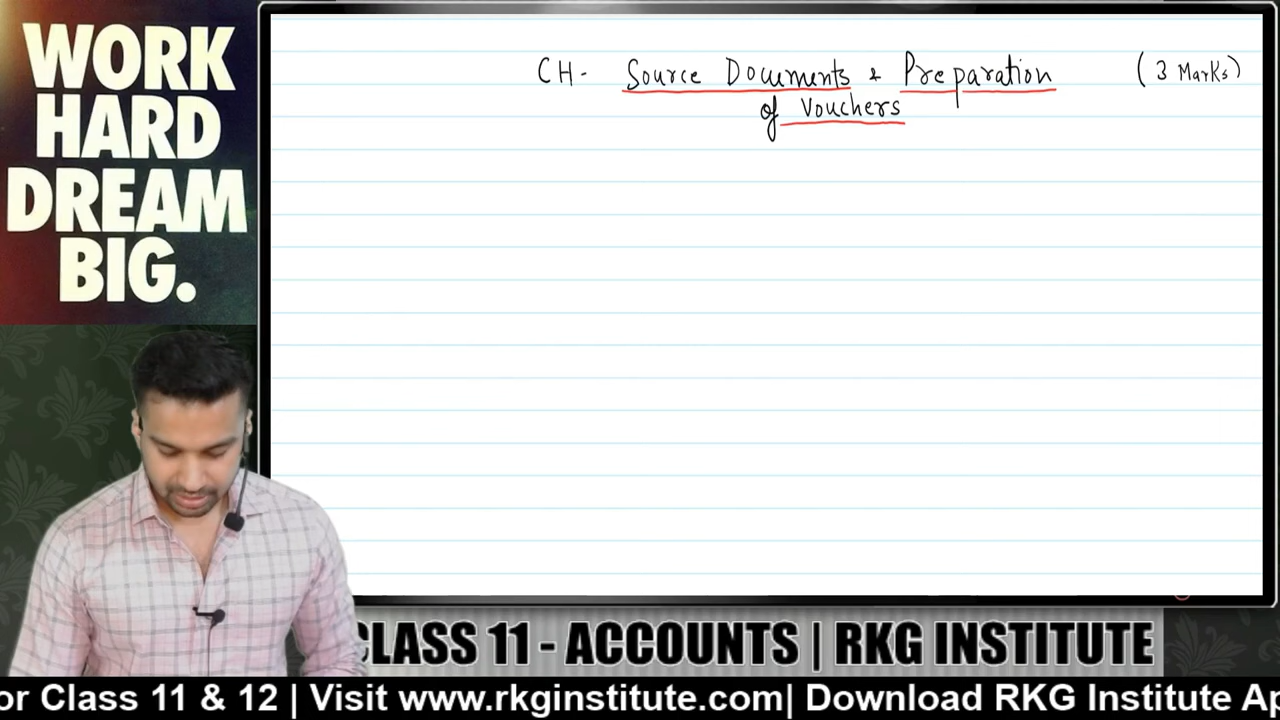 WORK
HARD
DREAM
BIG.
CH- Source Documents & Preparation (3 Marks)
of Vouchers
CLASS 11 - ACCOUNTS | RKG INSTITUTE
or Class 11 & 12 | Visit www.rkginstitute.com| Download RKG Institute Ap